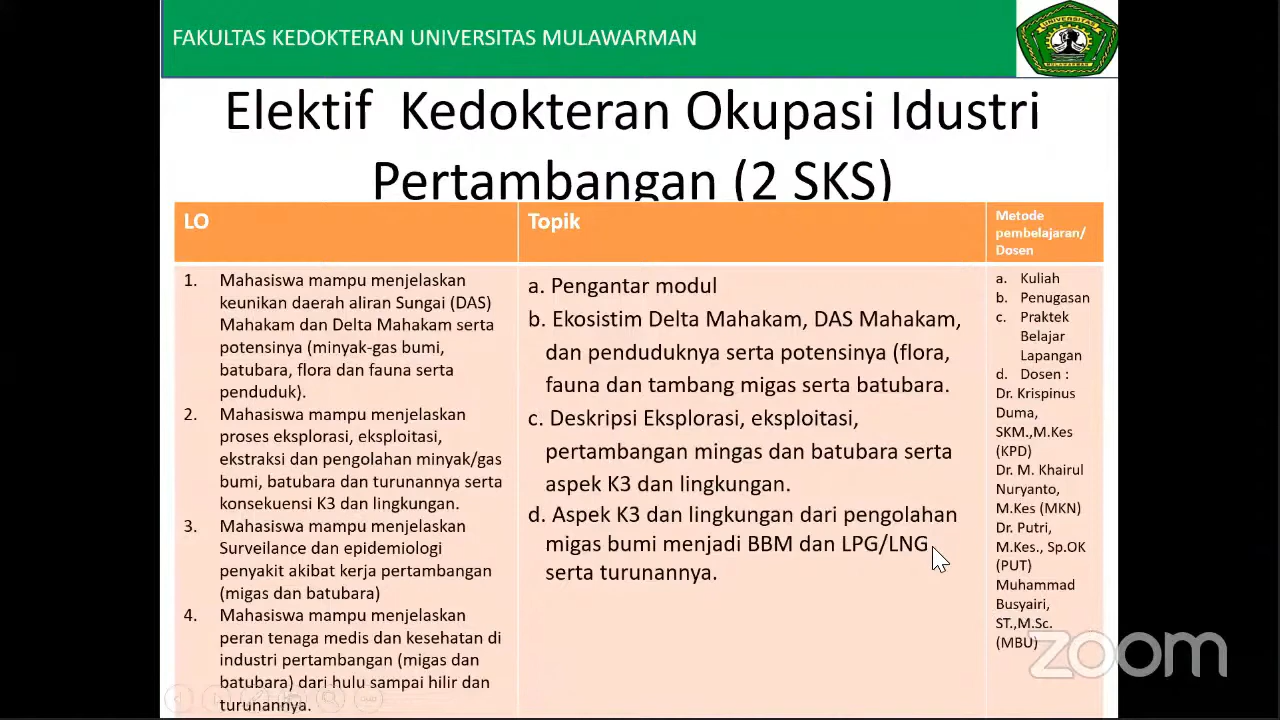 FAKULTAS KEDOKTERAN UNIVERSITAS MULAWARMAN
UNIVERSITAS
MULAWARMAN
Elektif Kedokteran Okupasi Idustri
Pertambangan (2 SKS)
LO
Topik
Metode
pembelajaran/
Dosen
1. Mahasiswa mampu menjelaskan
keunikan daerah aliran Sungai (DAS)
Mahakam dan Delta Mahakam serta
potensinya (minyak-gas bumi,
batubara, flora dan fauna serta
penduduk).
2. Mahasiswa mampu menjelaskan
proses eksplorasi, eksploitasi,
ekstraksi dan pengolahan minyak/gas
bumi, batubara dan turunannya serta
konsekuensi K3 dan lingkungan.
3. Mahasiswa mampu menjelaskan
Surveilance dan epidemiologi
penyakit akibat kerja pertambangan
(migas dan batubara)
4. Mahasiswa mampu menjelaskan
peran tenaga medis dan kesehatan di
industri pertambangan (migas dan
batubara) dari hulu sampai hilir dan
turunannya.
a. Pengantar modul
b. Ekosistim Delta Mahakam, DAS Mahakam,
dan penduduknya serta potensinya (flora,
fauna dan tambang migas serta batubara.
c. Deskripsi Eksplorasi, eksploitasi,
pertambangan mingas dan batubara serta
aspek K3 dan lingkungan.
d. Aspek K3 dan lingkungan dari pengolahan
migas bumi menjadi BBM dan LPG/LNG
serta turunannya.
a. Kuliah
b. Penugasan
c. Praktek
Belajar
Lapangan
d. Dosen :
Dr. Krispinus
Duma,
SKM.,M.Kes
(KPD)
Dr. M. Khairul
Nuryanto,
M.Kes (MKN)
Dr. Putri,
M.Kes., Sp.OK
(PUT)
Muhammad
Busyairi,
ST.,M.Sc.
(MBU)
zoom